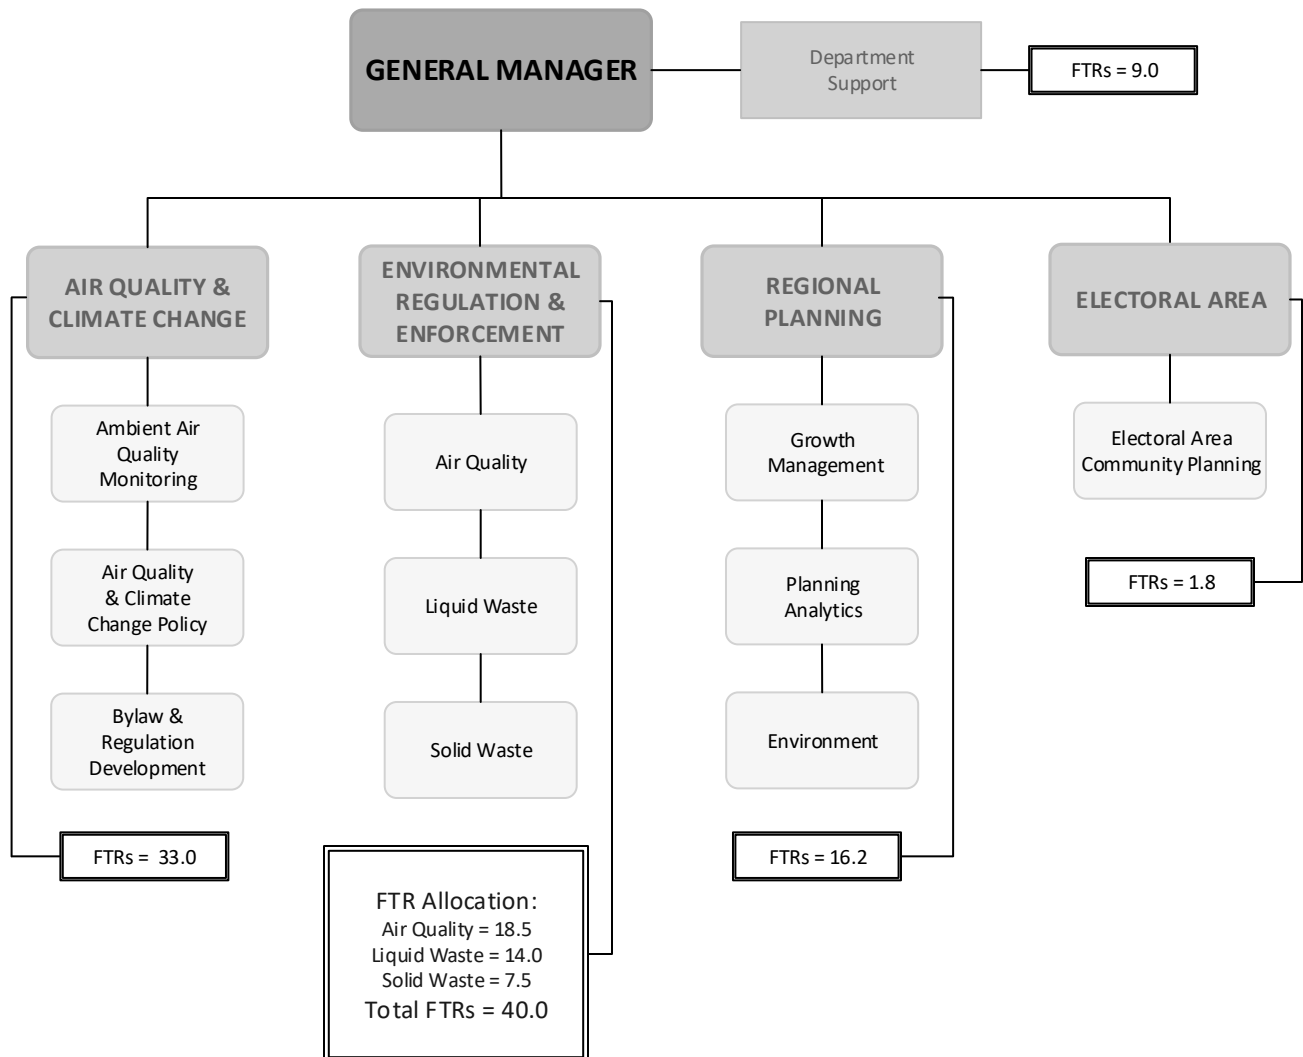 GENERAL MANAGER
Department
Support
FTRs = 9.0
AIR QUALITY &
CLIMATE CHANGE
Ambient Air
Quality
Monitoring
Air Quality
& Climate
Change Policy
Bylaw &
Regulation
Development
FTRs = 33.0
ENVIRONMENTAL
REGULATION &
ENFORCEMENT
Air Quality
Liquid Waste
Solid Waste
FTR Allocation:
Air Quality = 18.5
Liquid Waste = 14.0
Solid Waste = 7.5
Total FTRs = 40.0
REGIONAL
PLANNING
Growth
Management
Planning
Analytics
Environment
FTRs = 16.2
ELECTORAL AREA
Electoral Area
Community Planning
FTRs = 1.8